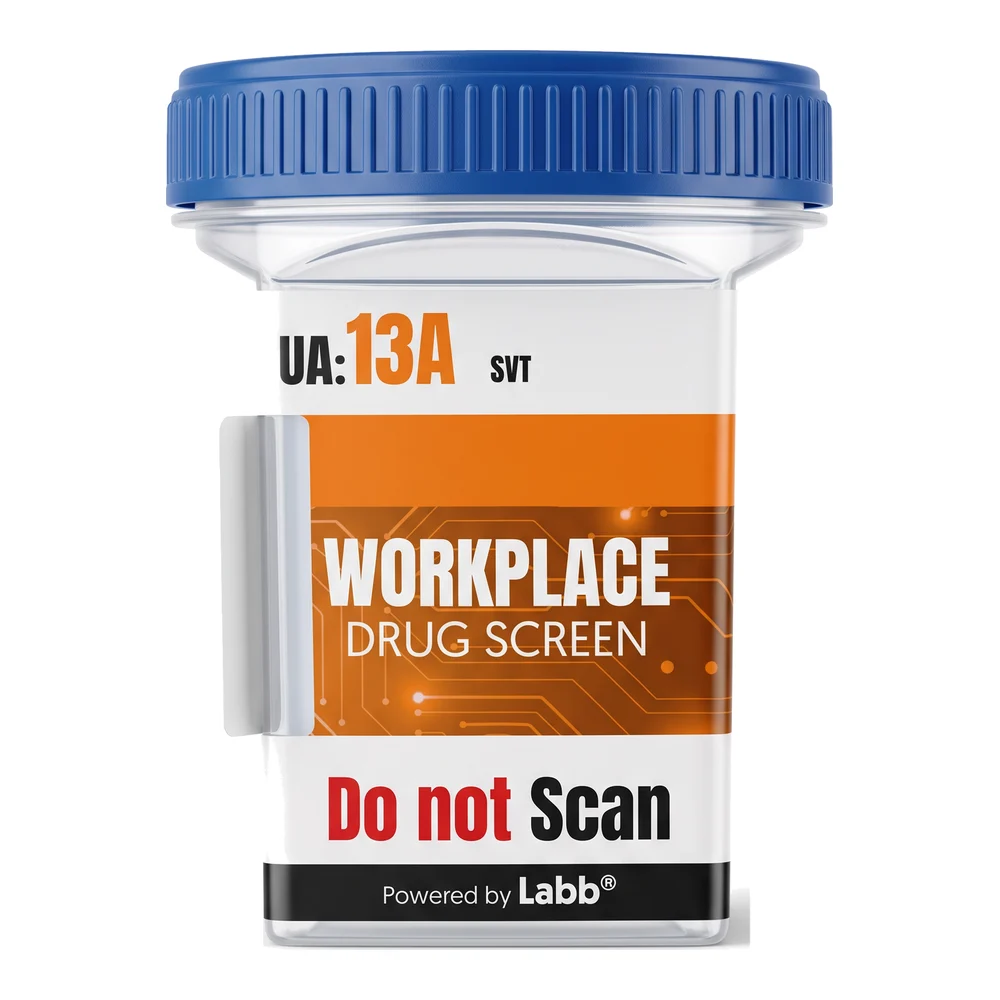 UA:13A SVT
WORKPLACE
DRUG SCREEN
Do not Scan
Powered by Labb®